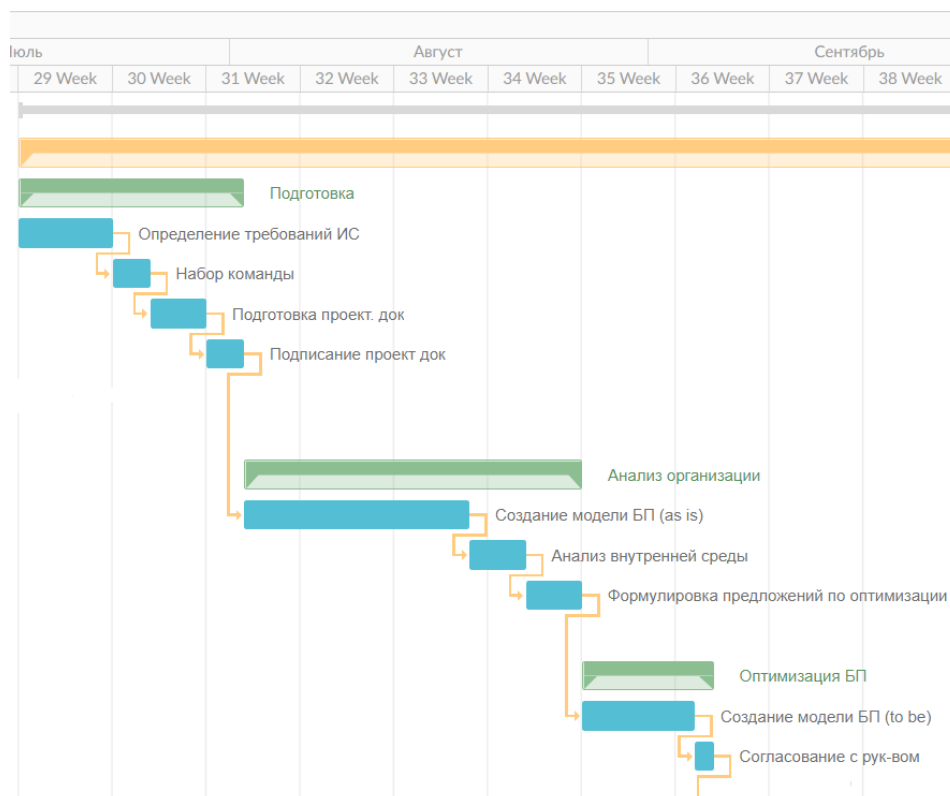 Июль Август Сентябрь
29 Week 30 Week 31 Week 32 Week 33 Week 34 Week 35 Week 36 Week 37 Week 38 Week
Подготовка
Определение требований ИС
Набор команды
Подготовка проект. док
Подписание проект док
Анализ организации
Создание модели БП (as is)
Анализ внутренней среды
Формулировка предложений по оптимизации
Оптимизация БП
Создание модели БП (to be)
Согласование с рук-вом